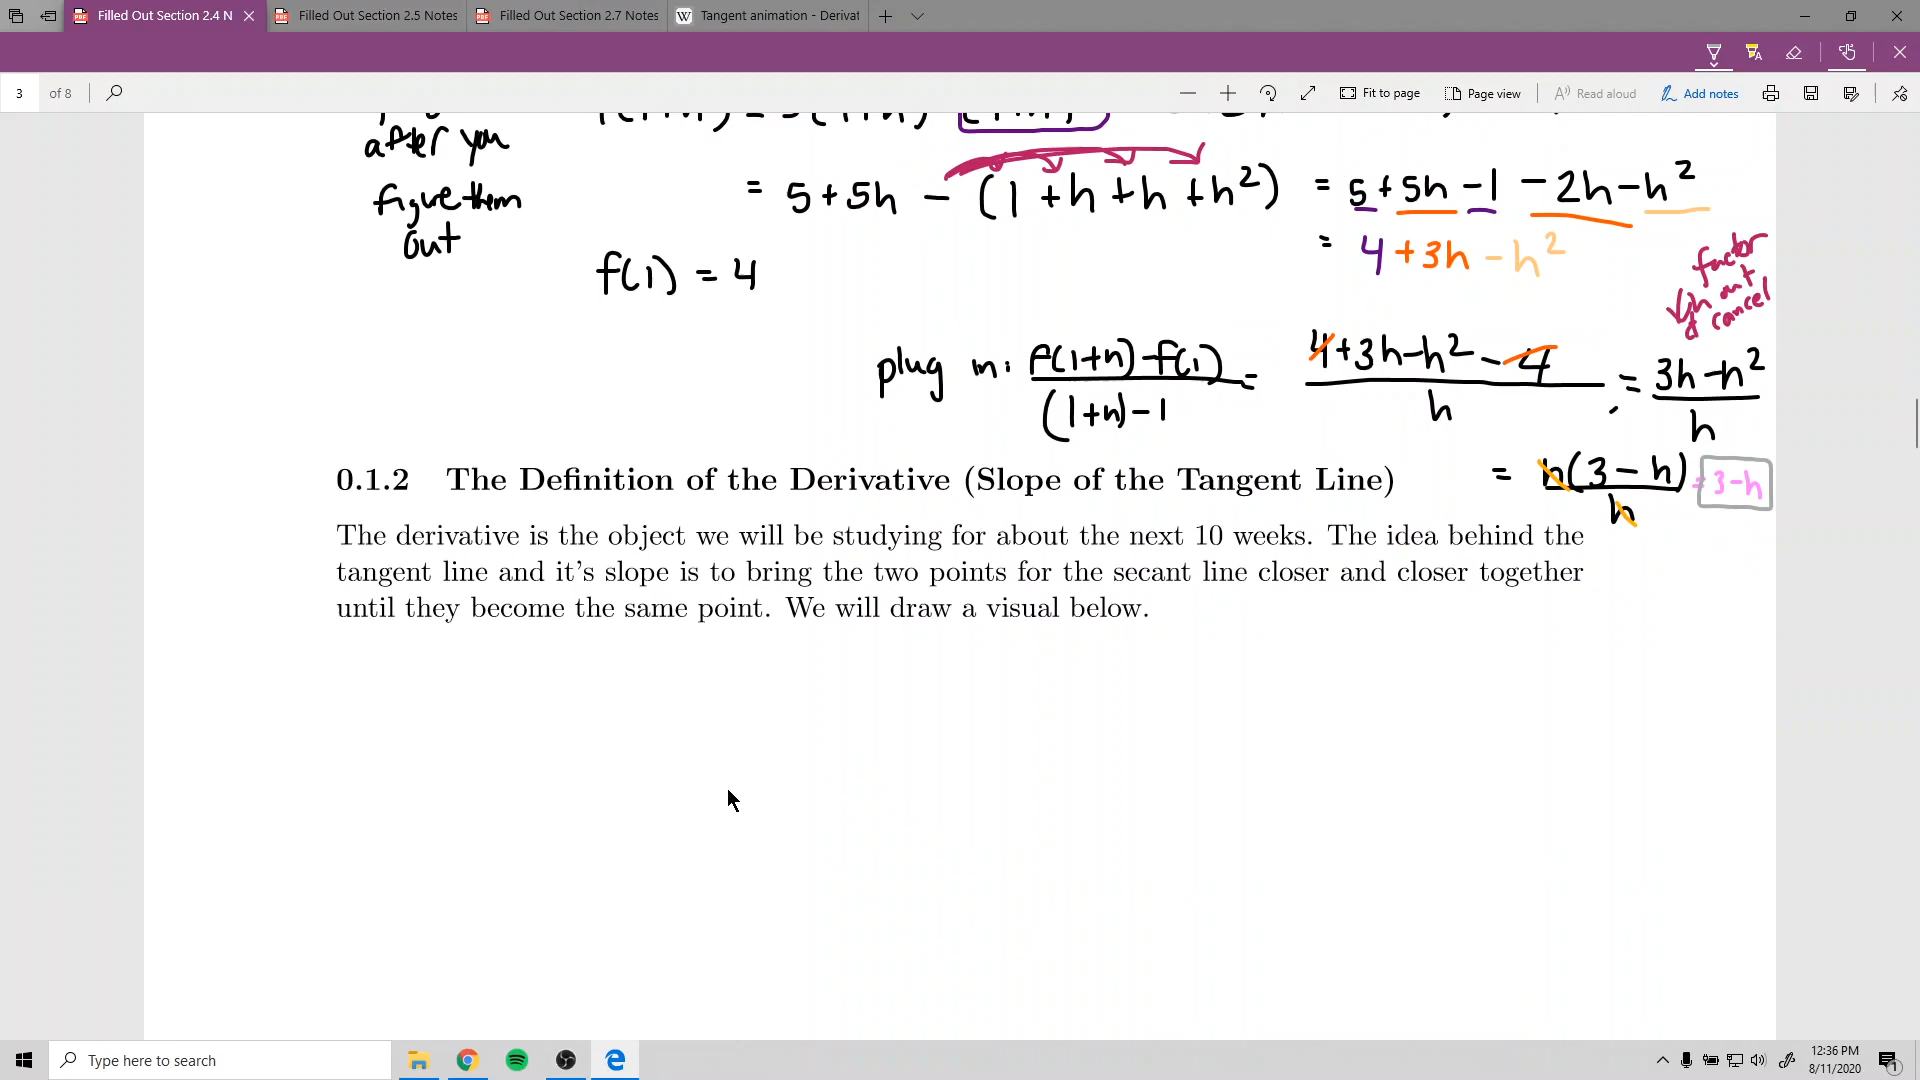 Filled Out Section 2.4 N
Filled Out Section 2.5 Notes
Filled Out Section 2.7 Notes
W Tangent animation - Derivat
3 of 8
Fit to page
Page view
Read aloud
Add notes
after you
figure them
out
= 5 + 5h - (1 + h + h + h²) = 5 + 5h - 1 - 2h - h²
= 4 + 3h - h²
f(1) = 4
factor
h out
& cancel
plug in: f(1+h) - f(1) / (1+h) - 1 = 4 + 3h - h² - 4 / h = 3h - h² / h
= h(3 - h) / h = 3 - h
0.1.2 The Definition of the Derivative (Slope of the Tangent Line)
The derivative is the object we will be studying for about the next 10 weeks. The idea behind the
tangent line and it's slope is to bring the two points for the secant line closer and closer together
until they become the same point. We will draw a visual below.
Type here to search
12:36 PM
8/11/2020
1